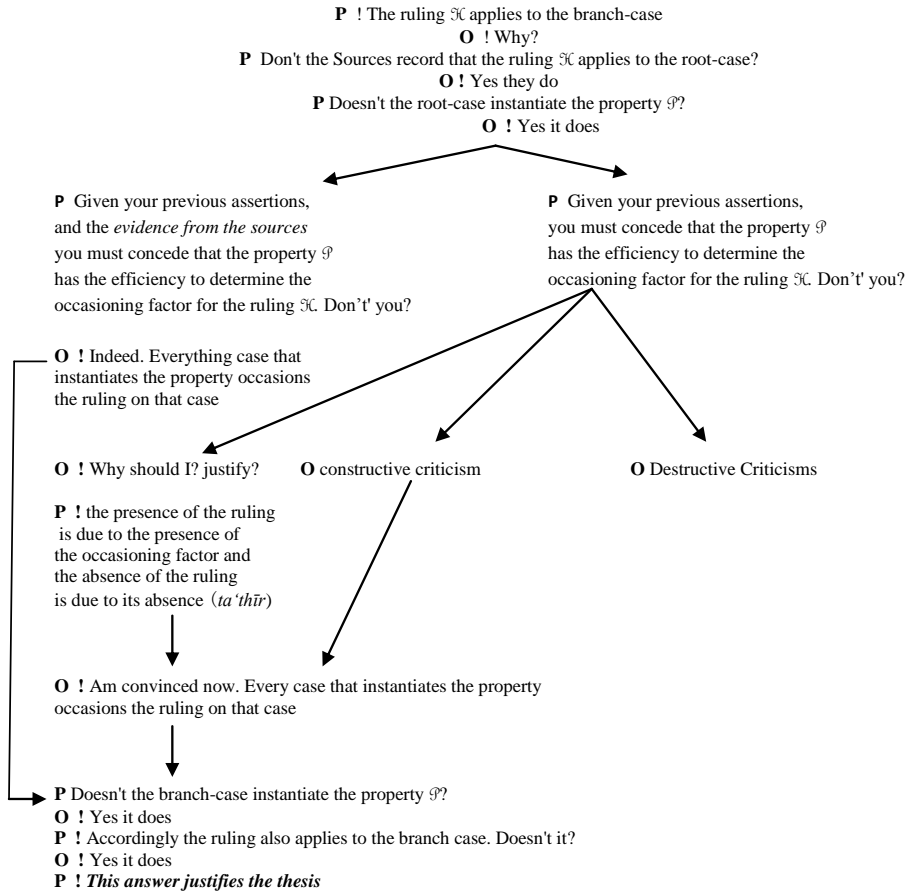 P ! The ruling ℋ applies to the branch-case
O ! Why?
P Don't the Sources record that the ruling ℋ applies to the root-case?
O ! Yes they do
P Doesn't the root-case instantiate the property 𝒫?
O ! Yes it does
P Given your previous assertions,
and the evidence from the sources
you must concede that the property 𝒫
has the efficiency to determine the
occasioning factor for the ruling ℋ. Don't' you?
P Given your previous assertions,
you must concede that the property 𝒫
has the efficiency to determine the
occasioning factor for the ruling ℋ. Don't' you?
O ! Indeed. Everything case that
instantiates the property occasions
the ruling on that case
O ! Why should I? justify?
O constructive criticism
O Destructive Criticisms
P ! the presence of the ruling
is due to the presence of
the occasioning factor and
the absence of the ruling
is due to its absence (ta‘thīr)
O ! Am convinced now. Every case that instantiates the property
occasions the ruling on that case
P Doesn't the branch-case instantiate the property 𝒫?
O ! Yes it does
P ! Accordingly the ruling also applies to the branch case. Doesn't it?
O ! Yes it does
P ! This answer justifies the thesis